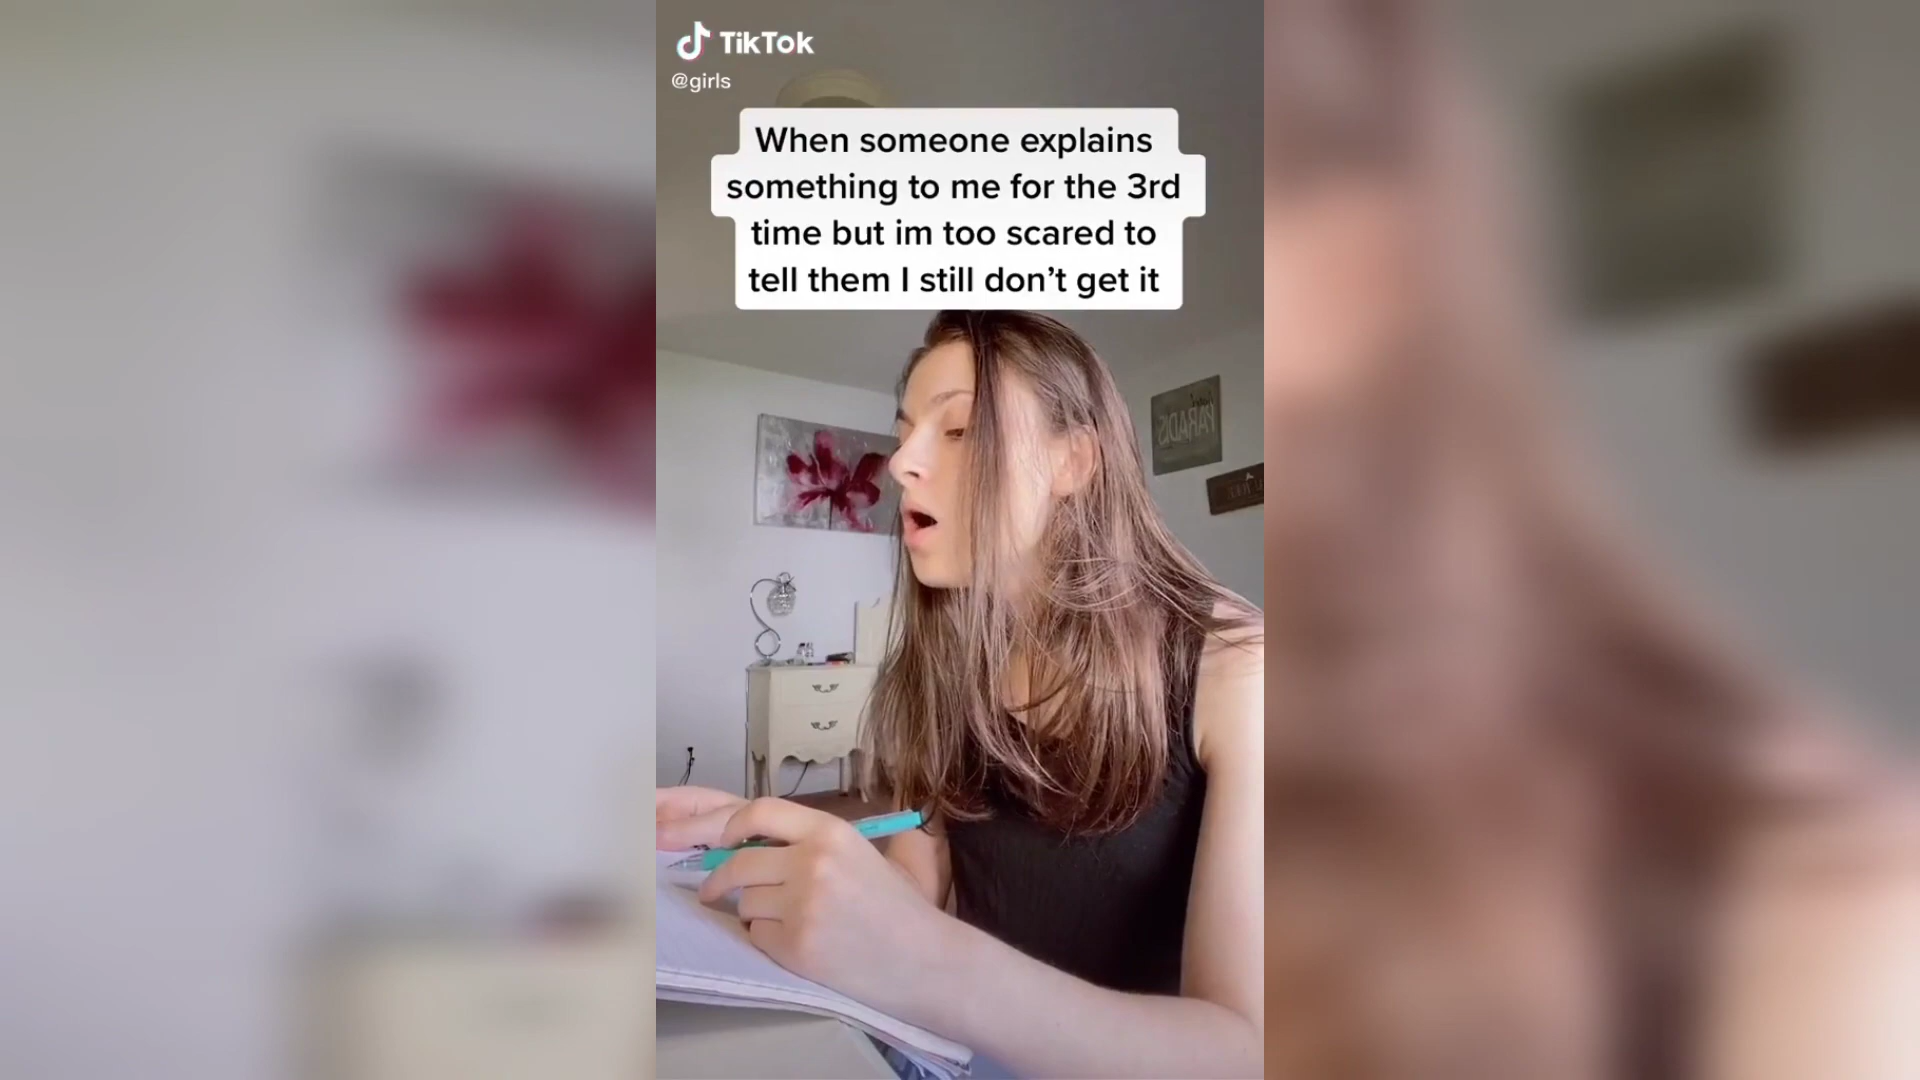 TikTok
@girls
When someone explains
something to me for the 3rd
time but im too scared to
tell them I still don’t get it
PARADIS